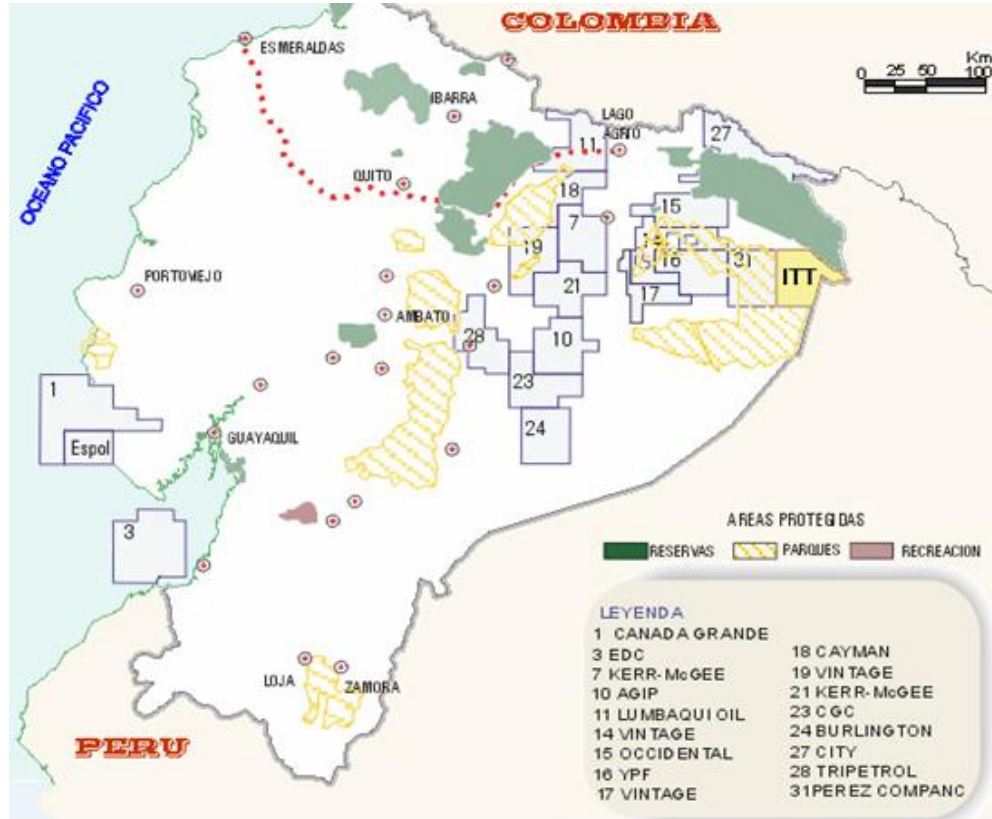 COLOMBIA
Km
0 25 50 100
ESMERALDAS
IBARRA
LAGO
AGRIO
11
27
OCEANO PACIFICO
QUITO
18
15
7
19
14
16
31
ITT
PORTOVIEJO
21
17
AMBATO
28
10
1
23
Espol
GUAYAQUIL
24
3
AREAS PROTEGIDAS
RESERVAS
PARQUES
RECREACION
LEYENDA
1 CANADA GRANDE
3 EDC
7 KERR-McGEE
10 AGIP
11 LUMBAQUI OIL
14 VINTAGE
15 OCCIDENTAL
16 YPF
17 VINTAGE
18 CAYMAN
19 VINTAGE
21 KERR-McGEE
23 CGC
24 BURLINGTON
27 CITY
28 TRIPETROL
31PEREZ COMPANC
LOJA
ZAMORA
PERU